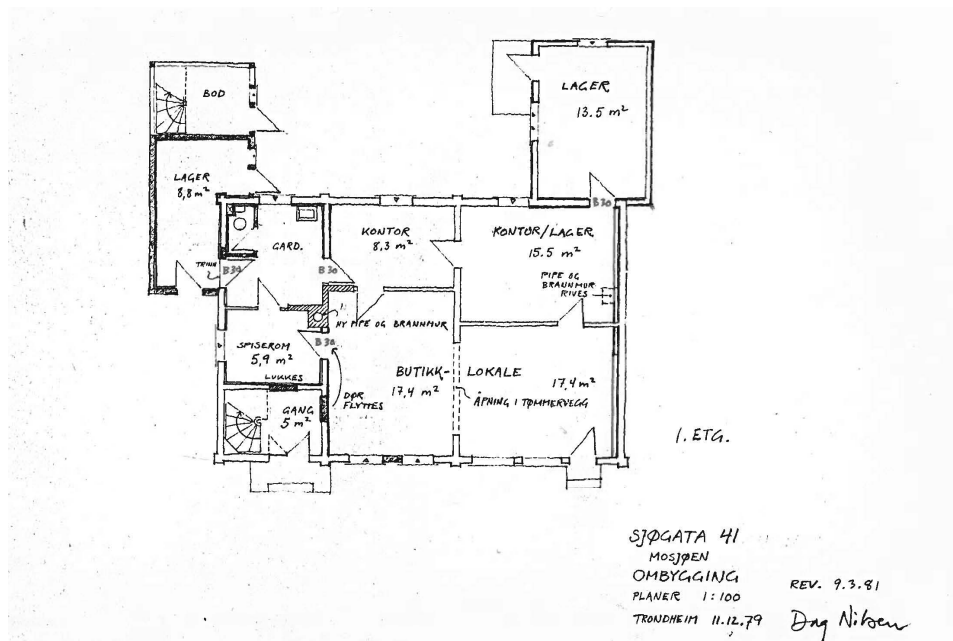 BOD
LAGER
13.5 m²
LAGER
8,8 m²
TRINN
B30
GARD.
B30
KONTOR
8,3 m²
KONTOR/LAGER
15.5 m²
B30
PIPE OG
BRANNMUR
RIVES
NY PIPE OG BRANNMUR
SPISEROM
5,9 m²
B30
LUKKES
DØR
FLYTTES
GANG
5 m²
BUTIKK-LOKALE
17,4 m²
17,4 m²
ÅPNING I TØMMERVEGG
1. ETG.
SJØGATA 41
MOSJØEN
OMBYGGING
PLANER 1:100
TRONDHEIM 11.12.79
REV. 9.3.81
Dag Nilsen